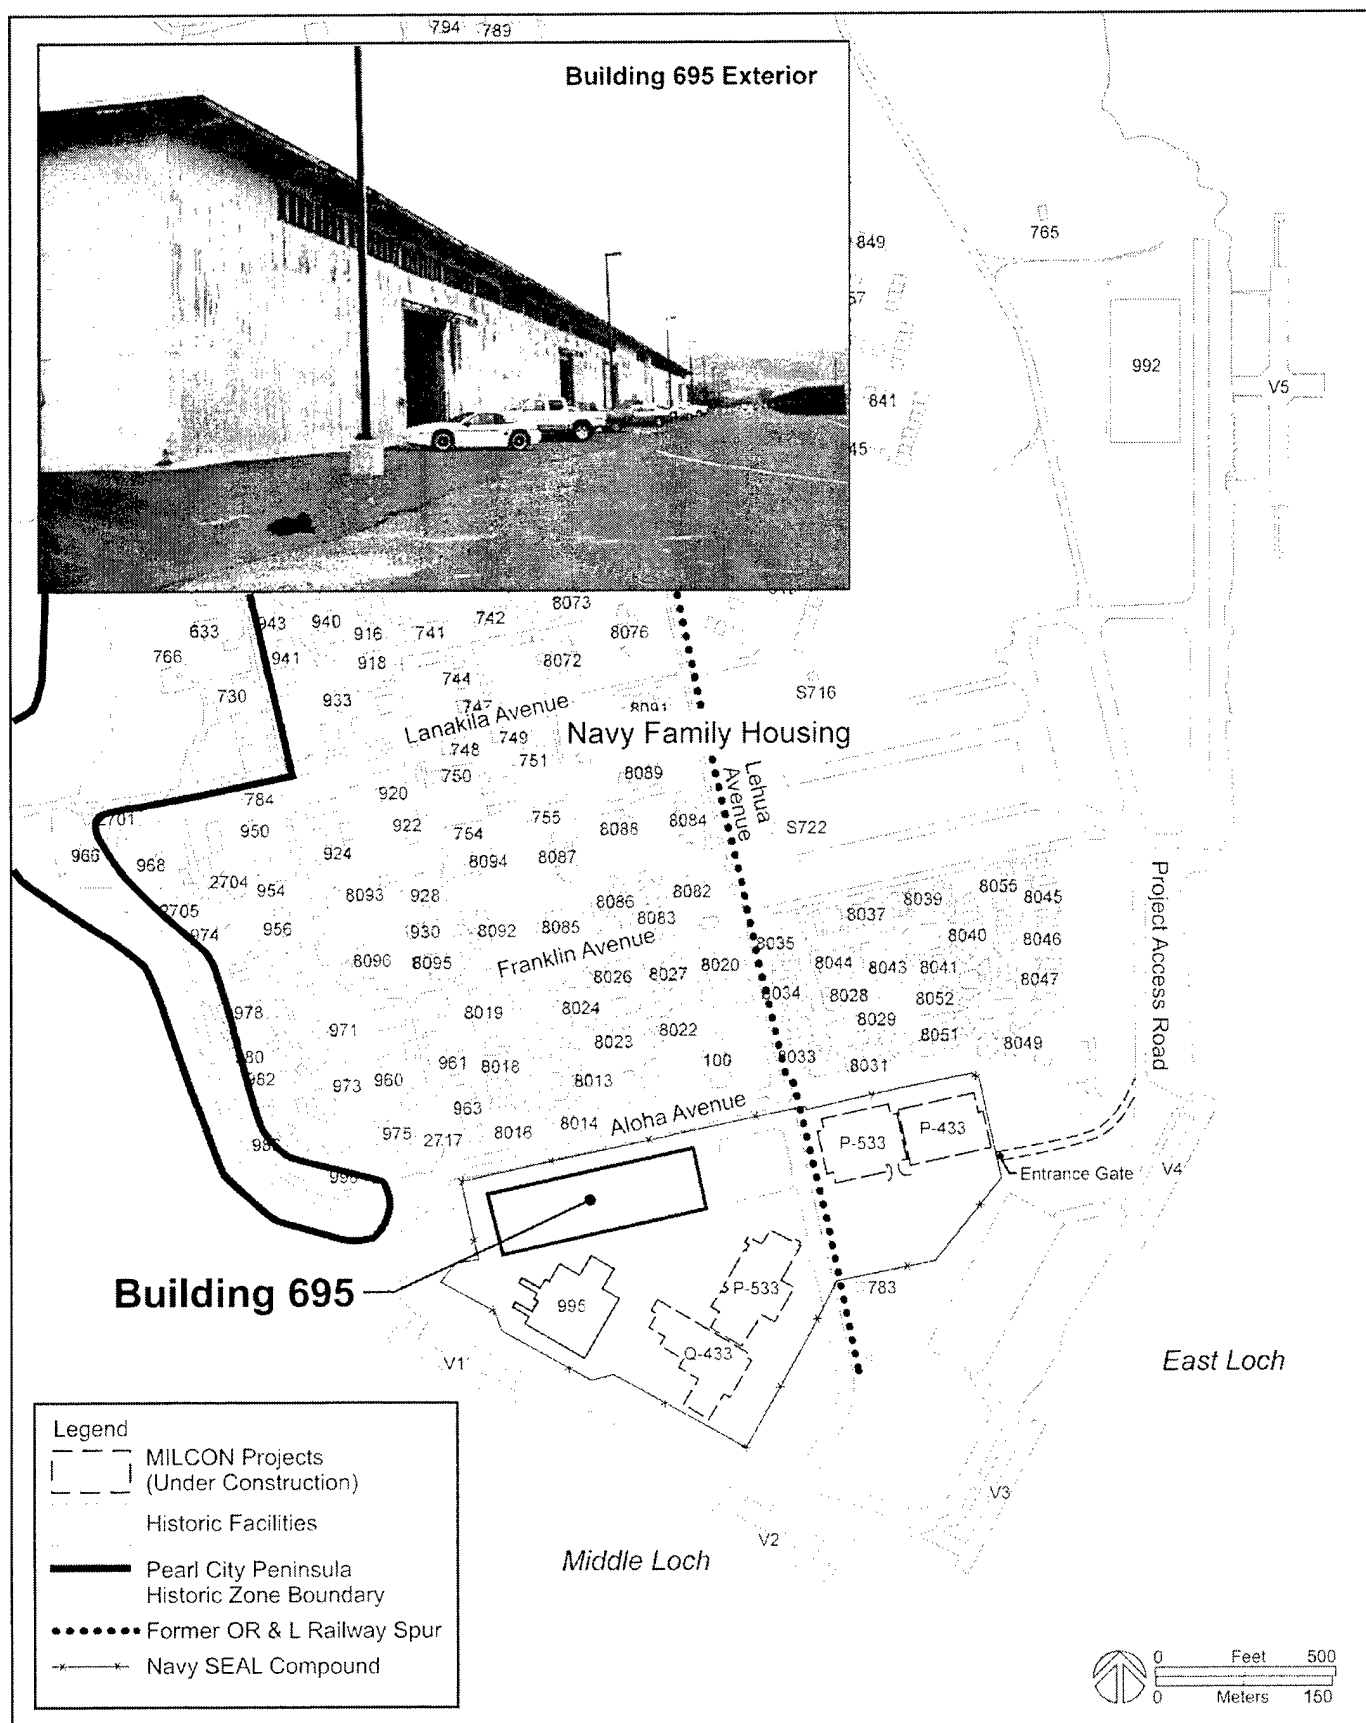 794 789
Building 695 Exterior
849
765
57
992
V5
841
45
8073
943 940 742
633 916 741 8076
766 941 918 8072
744
730 933 S716
747 8091
Lanakila Avenue
749 Navy Family Housing
748
751
750 8089
Lehua
Avenue
784 920
2701 755 8084
950 922 764 8088 S722
966 968 924 8094 8087
Project Access Road
2704 954 8093 928 8082 8055 8045
8086 8039
2705 8083 8037
974 956 930 8092 8085 8040 8046
Franklin Avenue
8035
8096 8095 8026 8027 8020 8044 8043 8041
8047
8034 8028 8052
978 8019 8024
971 8022 8029
8023 8051 8049
980 961 8018 100 8033
982 973 960 8013 8031
963
Aloha Avenue
975 2717 8016 8014 P-533 P-433
Entrance Gate V4
Building 695
995 P-533 783
Q-433
V1
East Loch
V3
V2
Middle Loch
Legend
MILCON Projects
(Under Construction)
Historic Facilities
Pearl City Peninsula
Historic Zone Boundary
Former OR & L Railway Spur
Navy SEAL Compound
0 Feet 500
0 Meters 150